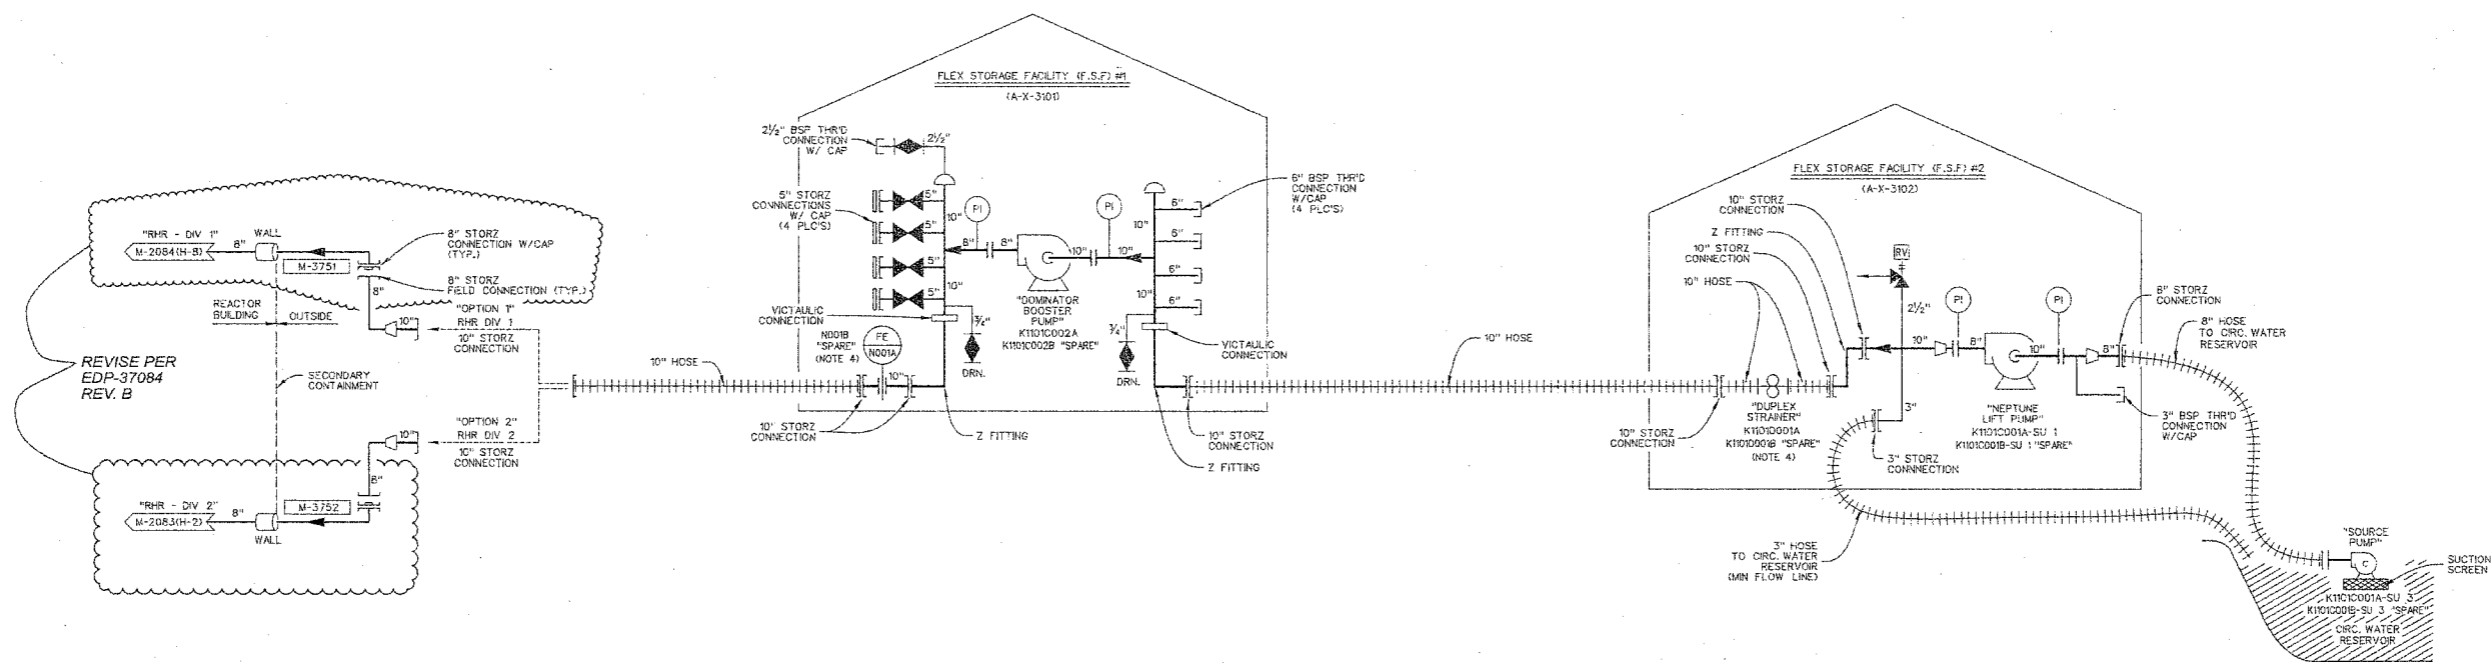 FLEX STORAGE FACILITY (F.S.F) #1
(A-X-3101)
2½" BSP THR'D
CONNECTION
W/ CAP
2½"
5" STORZ
CONNNECTIONS
W/ CAP
(4 PLC'S)
5"
5"
5"
5"
10"
10"
PI
8"
8"
10"
PI
10"
10"
10"
6"
6"
6"
6"
6" BSP THR'D
CONNECTION
W/CAP
(4 PLC'S)
"DOMINATOR
BOOSTER
PUMP"
K1101C002A
K1101C002B "SPARE"
VICTAULIC
CONNECTION
N001B
"SPARE"
(NOTE 4)
FE
N001A
10"
¾"
DRN.
¾"
DRN.
VICTAULIC
CONNECTION
10" HOSE
10" STORZ
CONNECTION
Z FITTING
10" STORZ
CONNECTION
Z FITTING
10" HOSE
"RHR - DIV 1"
M-2084(H-8)
8"
WALL
M-3751
8" STORZ
CONNECTION W/CAP
(TYP.)
8" STORZ
FIELD CONNECTION (TYP.)
8"
REACTOR
BUILDING
OUTSIDE
10"
"OPTION 1"
RHR DIV 1
10" STORZ
CONNECTION
REVISE PER
EDP-37084
REV. B
SECONDARY
CONTAINMENT
10"
"OPTION 2"
RHR DIV 2
10" STORZ
CONNECTION
8"
"RHR - DIV 2"
M-2083(H-2)
8"
M-3752
WALL
FLEX STORAGE FACILITY (F.S.F) #2
(A-X-3102)
10" STORZ
CONNECTION
Z FITTING
10" STORZ
CONNECTION
10" HOSE
RV
2½"
10"
PI
8"
10"
PI
8"
8" STORZ
CONNECTION
8" HOSE
TO CIRC. WATER
RESERVOIR
10" STORZ
CONNECTION
"DUPLEX
STRAINER"
K1101D001A
K1101D001B "SPARE"
(NOTE 4)
3"
3" STORZ
CONNNECTION
"NEPTUNE
LIFT PUMP"
K1101C001A-SU 1
K1101C001B-SU 1 "SPARE"
3" BSP THR'D
CONNECTION
W/CAP
3" HOSE
TO CIRC. WATER
RESERVOIR
(MIN FLOW LINE)
"SOURCE
PUMP"
C
SUCTION
SCREEN
K1101C001A-SU 3
K1101C001B-SU 3 "SPARE"
CIRC. WATER
RESERVOIR